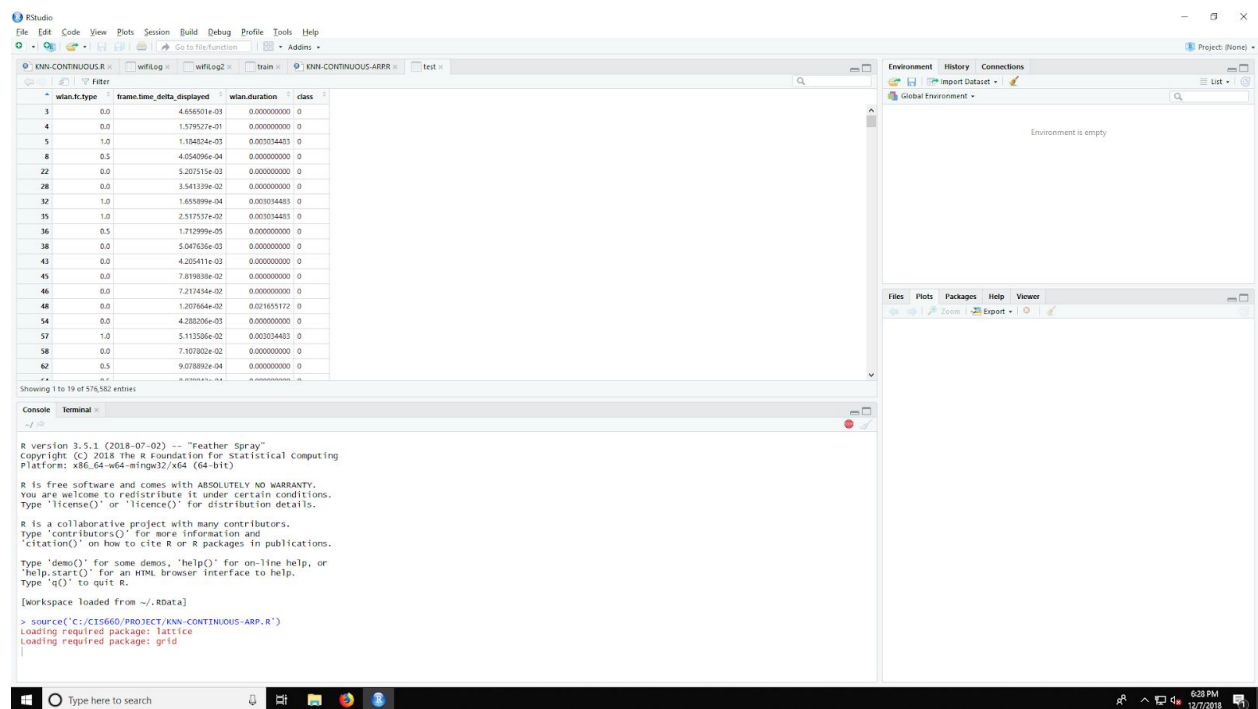 RStudio
File Edit Code View Plots Session Build Debug Profile Tools Help
Go to file/function Addins
Project: (None)
KNN-CONTINUOUS.R wifiLog wifiLog2 train KNN-CONTINUOUS-ARP.R test
Filter
wlan.fc.type frame.time_delta_displayed wlan.duration class
3 0.0 4.656501e-03 0.000000000 0
4 0.0 1.579527e-01 0.000000000 0
5 1.0 1.184824e-03 0.003034483 0
8 0.5 4.054096e-04 0.000000000 0
22 0.0 5.207515e-03 0.000000000 0
28 0.0 3.541339e-02 0.000000000 0
32 1.0 1.655899e-04 0.003034483 0
35 1.0 2.517537e-02 0.003034483 0
36 0.5 1.712999e-05 0.000000000 0
38 0.0 5.047636e-03 0.000000000 0
43 0.0 4.205411e-03 0.000000000 0
45 0.0 7.819838e-02 0.000000000 0
46 0.0 7.217434e-02 0.000000000 0
48 0.0 1.207664e-02 0.021655172 0
54 0.0 4.288206e-03 0.000000000 0
57 1.0 5.113586e-02 0.003034483 0
58 0.0 7.107802e-02 0.000000000 0
62 0.5 9.078892e-04 0.000000000 0
Showing 1 to 19 of 576,582 entries
Console Terminal
~/
R version 3.5.1 (2018-07-02) -- "Feather Spray"
Copyright (C) 2018 The R Foundation for Statistical Computing
Platform: x86_64-w64-mingw32/x64 (64-bit)
R is free software and comes with ABSOLUTELY NO WARRANTY.
You are welcome to redistribute it under certain conditions.
Type 'license()' or 'licence()' for distribution details.
R is a collaborative project with many contributors.
Type 'contributors()' for more information and
'citation()' on how to cite R or R packages in publications.
Type 'demo()' for some demos, 'help()' for on-line help, or
'help.start()' for an HTML browser interface to help.
Type 'q()' to quit R.
[Workspace loaded from ~/.RData]
> source('C:/CIS660/PROJECT/KNN-CONTINUOUS-ARP.R')
Loading required package: lattice
Loading required package: grid
Environment History Connections
Import Dataset List
Global Environment
Environment is empty
Files Plots Packages Help Viewer
Zoom Export
Type here to search
6:28 PM
12/7/2018